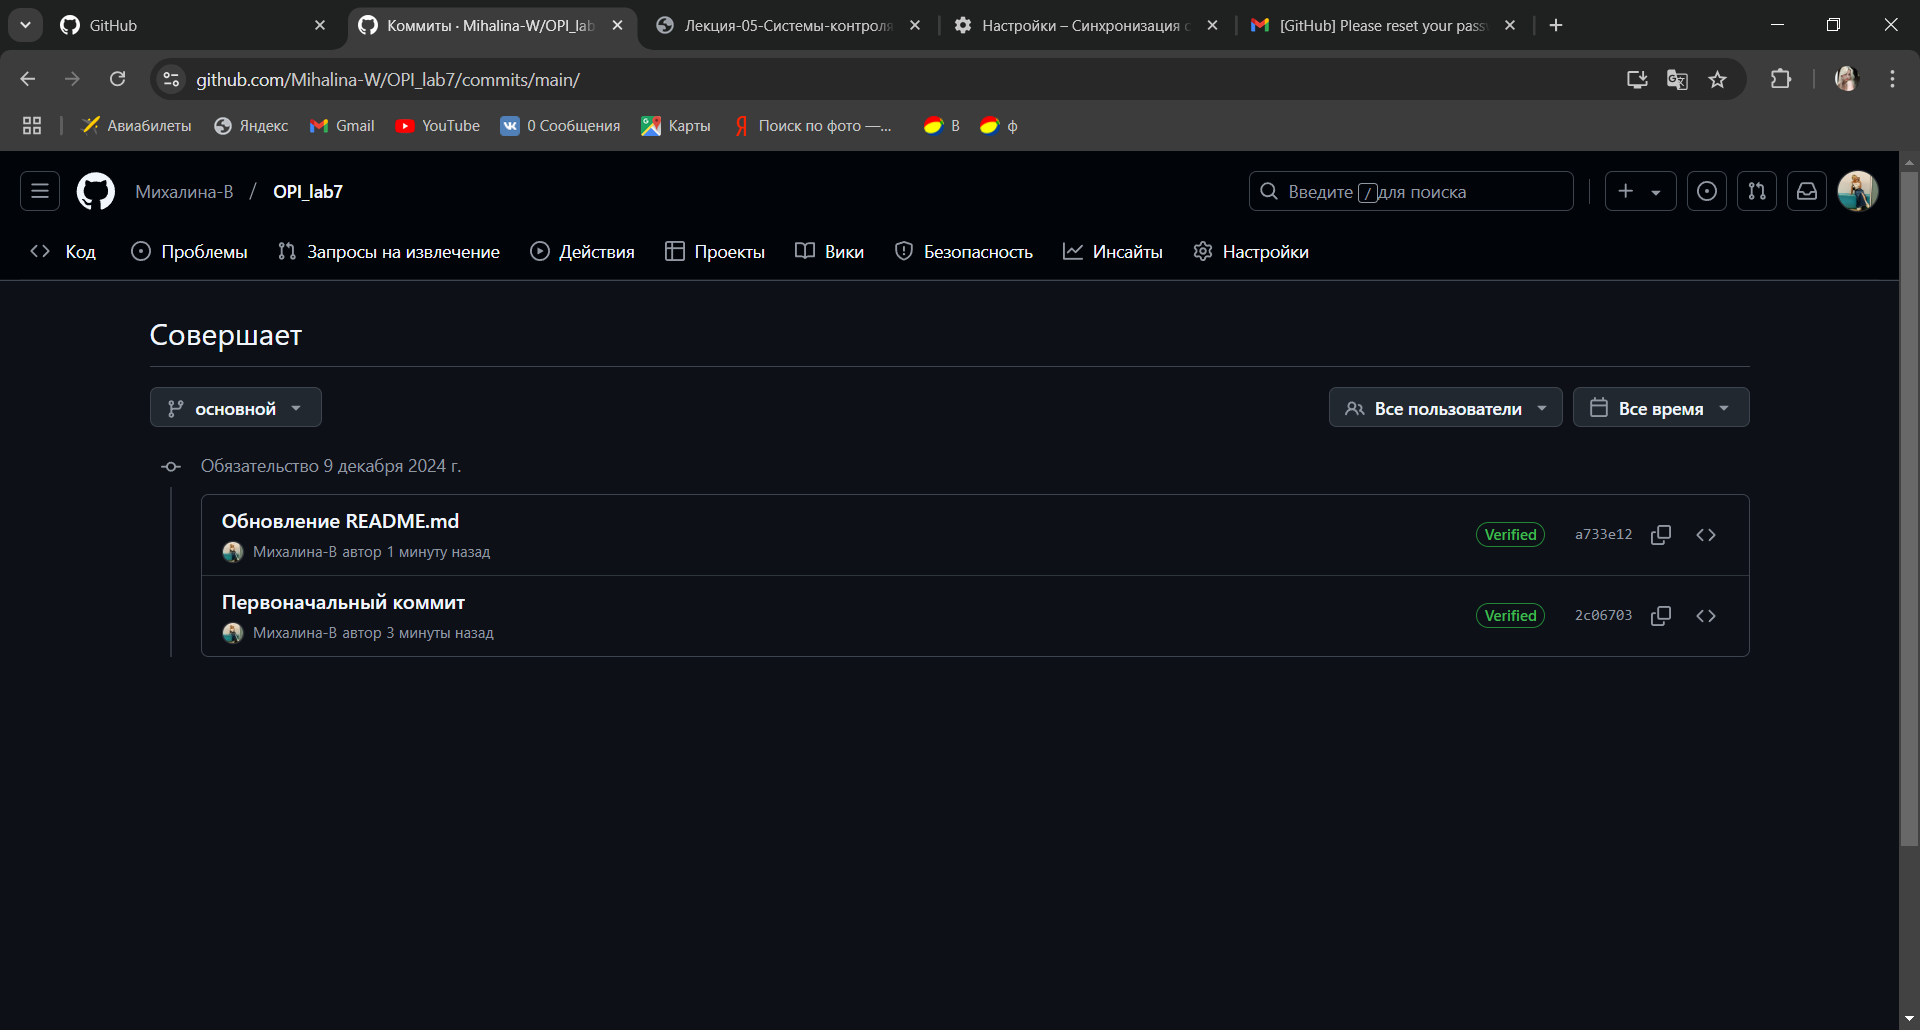 GitHub
Коммиты · Mihalina-W/OPI_lab
Лекция-05-Системы-контроля
Настройки – Синхронизация с
[GitHub] Please reset your pass
github.com/Mihalina-W/OPI_lab7/commits/main/
Авиабилеты
Яндекс
Gmail
YouTube
0 Сообщения
Карты
Поиск по фото —...
В
ф
Михалина-В / OPI_lab7
Введите / для поиска
Код
Проблемы
Запросы на извлечение
Действия
Проекты
Вики
Безопасность
Инсайты
Настройки
Совершает
основной
Все пользователи
Все время
Обязательство 9 декабря 2024 г.
Обновление README.md
Михалина-В автор 1 минуту назад
Verified
a733e12
Первоначальный коммит
Михалина-В автор 3 минуты назад
Verified
2c06703